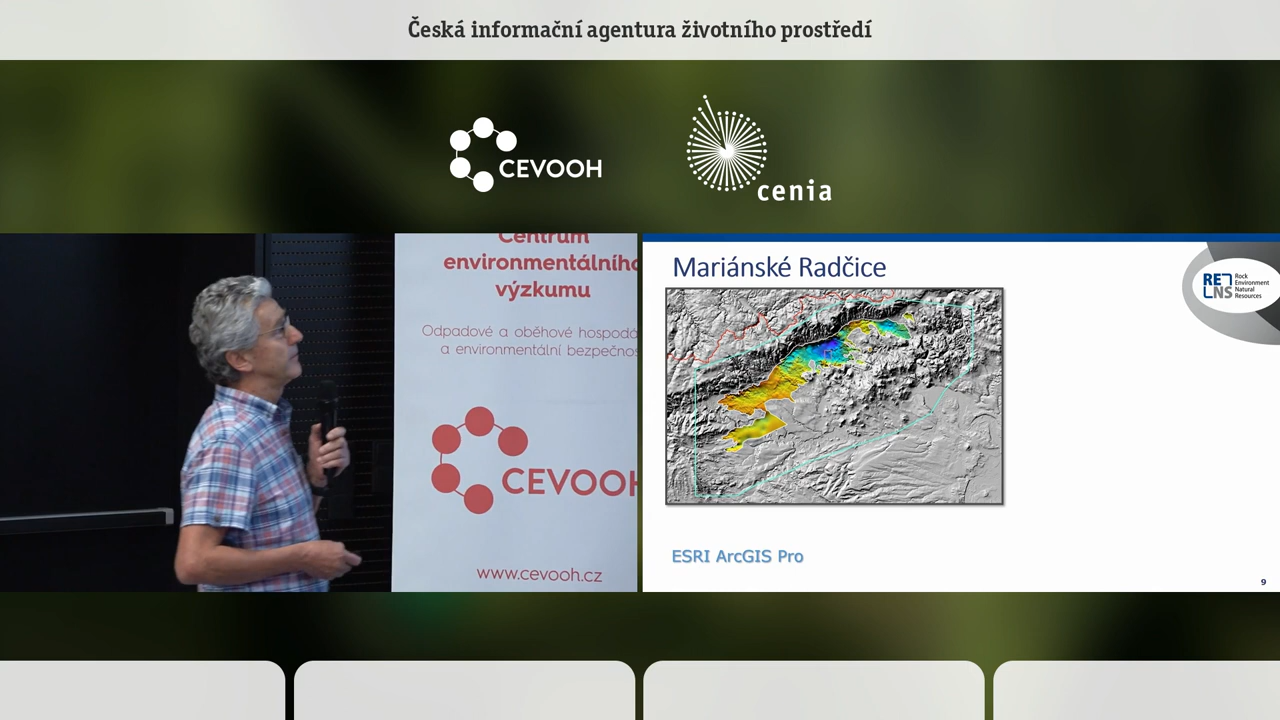 Česká informační agentura životního prostředí
CEVOOH
cenia
Centrum
environmentálního
výzkumu
Odpadové a oběhové hospodá
a environmentální bezpečnos
CEVOOH
www.cevooh.cz
Mariánské Radčice
RE NS
Rock
Environment
Natural
Resources
ESRI ArcGIS Pro
9